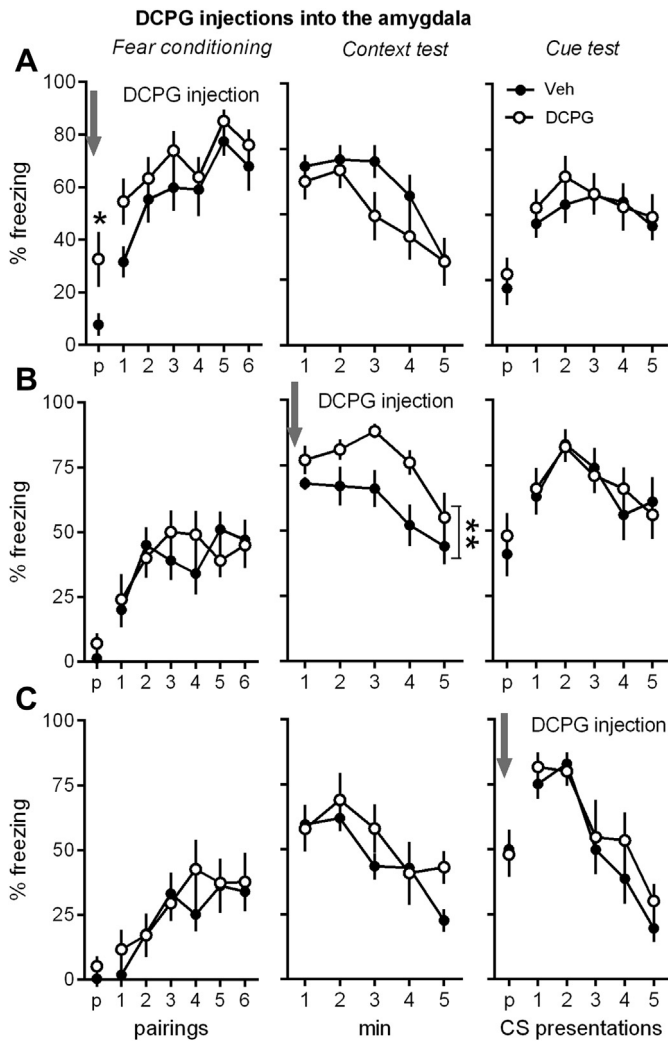 DCPG injections into the amygdala
Fear conditioning Context test Cue test
A
DCPG injection
Veh
DCPG
% freezing
100
80
60
40
20
0
*
p 1 2 3 4 5 6
1 2 3 4 5
p 1 2 3 4 5
B
DCPG injection
% freezing
100
75
50
25
0
**
p 1 2 3 4 5 6
1 2 3 4 5
p 1 2 3 4 5
C
DCPG injection
% freezing
100
75
50
25
0
p 1 2 3 4 5 6
1 2 3 4 5
p 1 2 3 4 5
pairings min CS presentations